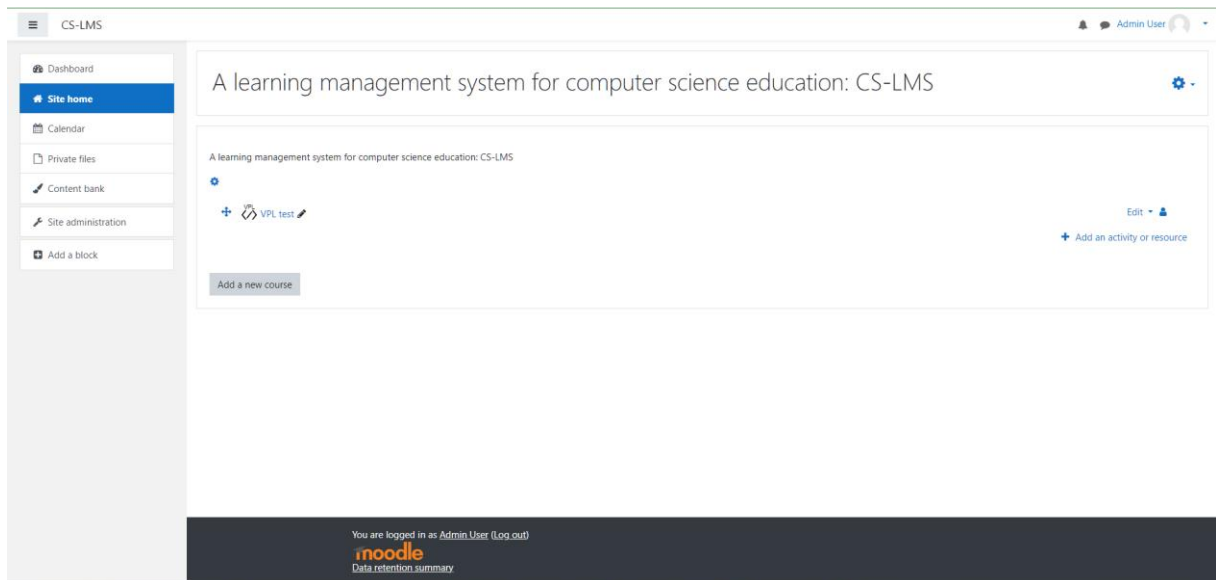 CS-LMS
Admin User
Dashboard
Site home
Calendar
Private files
Content bank
Site administration
Add a block
A learning management system for computer science education: CS-LMS
A learning management system for computer science education: CS-LMS
VPL
VPL test
Edit
Add an activity or resource
Add a new course
You are logged in as Admin User (Log out)
moodle
Data retention summary